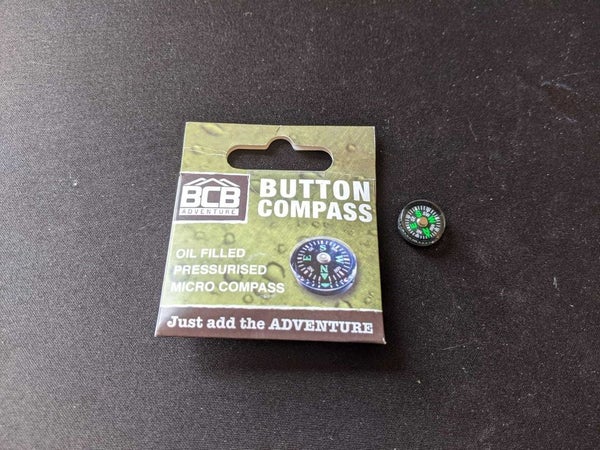 BCB
ADVENTURE
BUTTON
COMPASS
OIL FILLED
PRESSURISED
MICRO COMPASS
S
E
W
N
Just add the ADVENTURE